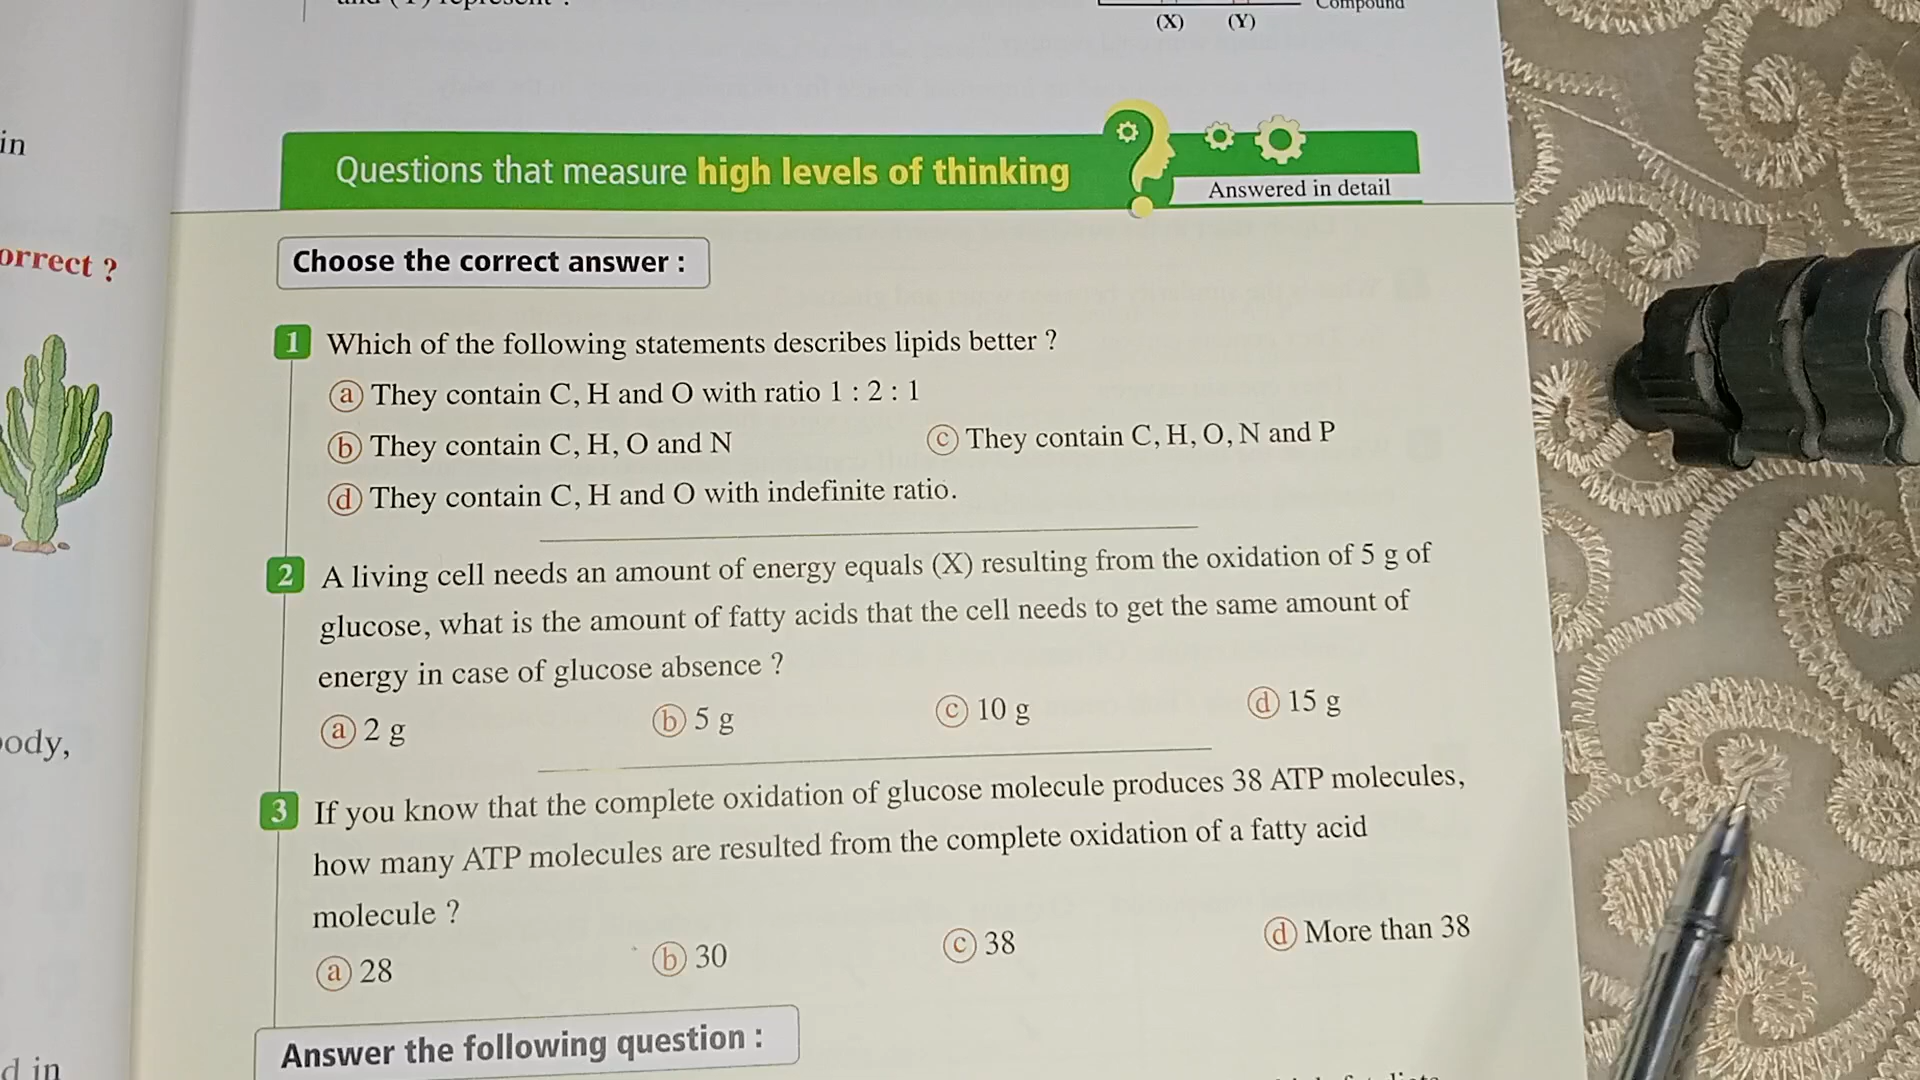 (X) (Y) Compound
in
orrect ?
ody,
d in
Questions that measure high levels of thinking
Answered in detail
Choose the correct answer :
1 Which of the following statements describes lipids better ?
a They contain C, H and O with ratio 1 : 2 : 1
b They contain C, H, O and N c They contain C, H, O, N and P
d They contain C, H and O with indefinite ratio.
2 A living cell needs an amount of energy equals (X) resulting from the oxidation of 5 g of
glucose, what is the amount of fatty acids that the cell needs to get the same amount of
energy in case of glucose absence ?
a 2 g b 5 g c 10 g d 15 g
3 If you know that the complete oxidation of glucose molecule produces 38 ATP molecules,
how many ATP molecules are resulted from the complete oxidation of a fatty acid
molecule ?
a 28 b 30 c 38 d More than 38
Answer the following question :